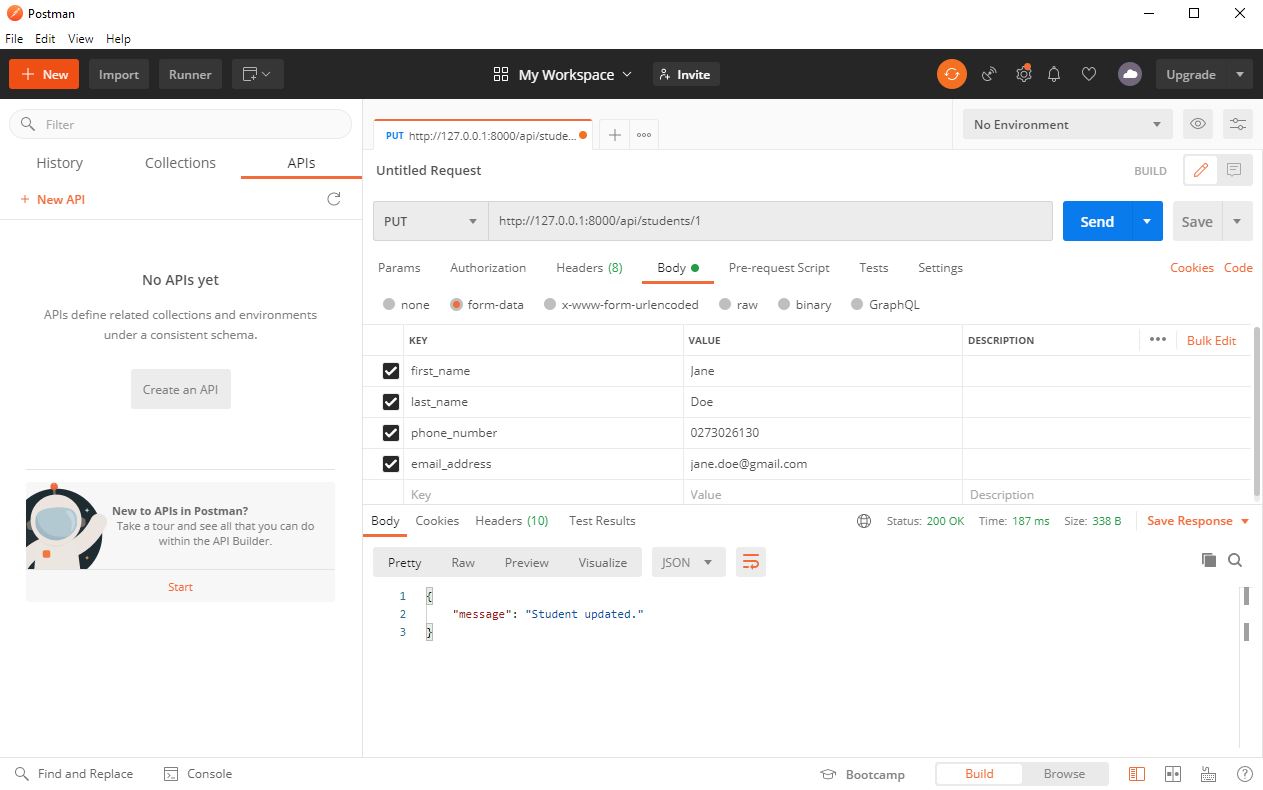 Postman
File Edit View Help
New Import Runner My Workspace Invite Upgrade
Filter
History Collections APIs
New API
No APIs yet
APIs define related collections and environments
under a consistent schema.
Create an API
New to APIs in Postman?
Take a tour and see all that you can do
within the API Builder.
Start
PUT http://127.0.0.1:8000/api/stude...
No Environment
Untitled Request BUILD
PUT http://127.0.0.1:8000/api/students/1 Send Save
Params Authorization Headers (8) Body Pre-request Script Tests Settings Cookies Code
none form-data x-www-form-urlencoded raw binary GraphQL
KEY VALUE DESCRIPTION Bulk Edit
first_name Jane
last_name Doe
phone_number 0273026130
email_address jane.doe@gmail.com
Key Value Description
Body Cookies Headers (10) Test Results Status: 200 OK Time: 187 ms Size: 338 B Save Response
Pretty Raw Preview Visualize JSON
1 {
2 "message": "Student updated."
3 }
Find and Replace Console Bootcamp Build Browse